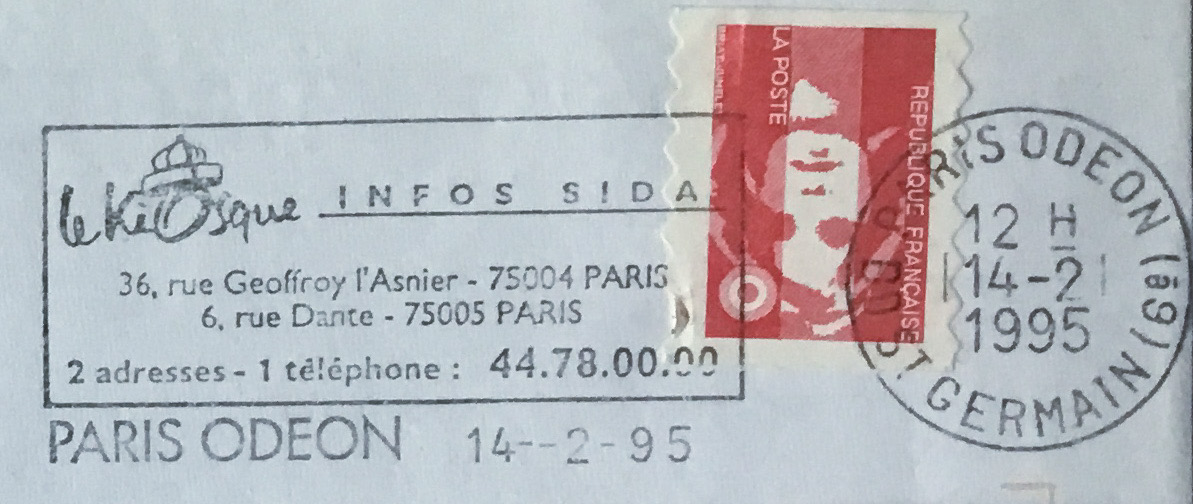 le Kiosque INFOS SIDA
36, rue Geoffroy l'Asnier - 75004 PARIS
6, rue Dante - 75005 PARIS
2 adresses - 1 téléphone : 44.78.00.00
PARIS ODEON 14--2-95
LA POSTE
REPUBLIQUE FRANÇAISE
PARIS ODEON (6è)
12 H
14-2
1995
BD ST GERMAIN